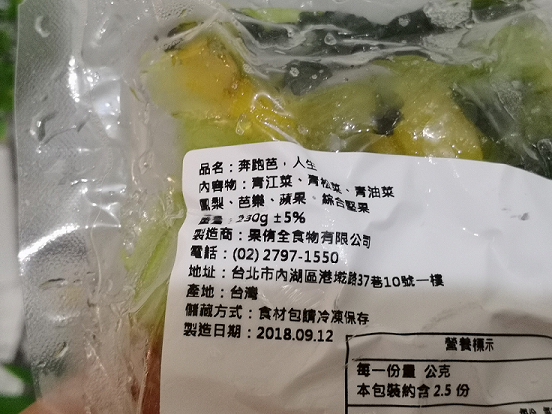 品名：奔跑芭，人生
內容物：青江菜、青松菜、青油菜
鳳梨、芭樂、蘋果、綜合堅果
重量：230g ±5%
製造商：果俏全食物有限公司
電話：(02) 2797-1550
地址：台北市內湖區港墘路37巷10號一樓
產地：台灣
儲藏方式：食材包請冷凍保存
製造日期：2018.09.12
營養標示
每一份量 公克
本包裝約含 2.5 份